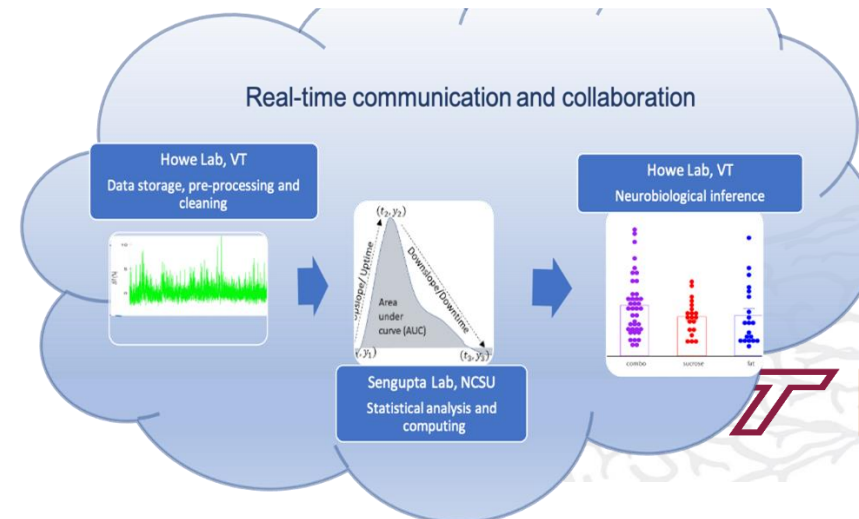 Real-time communication and collaboration
Howe Lab, VT
Data storage, pre-processing and
cleaning
(t₂, y₂)
Upslope/ Uptime
Downslope/Downtime
Area
under
curve (AUC)
, y₁)
(t₃, y₃)
Sengupta Lab, NCSU
Statistical analysis and
computing
Howe Lab, VT
Neurobiological inference
combo
sucrose
fat